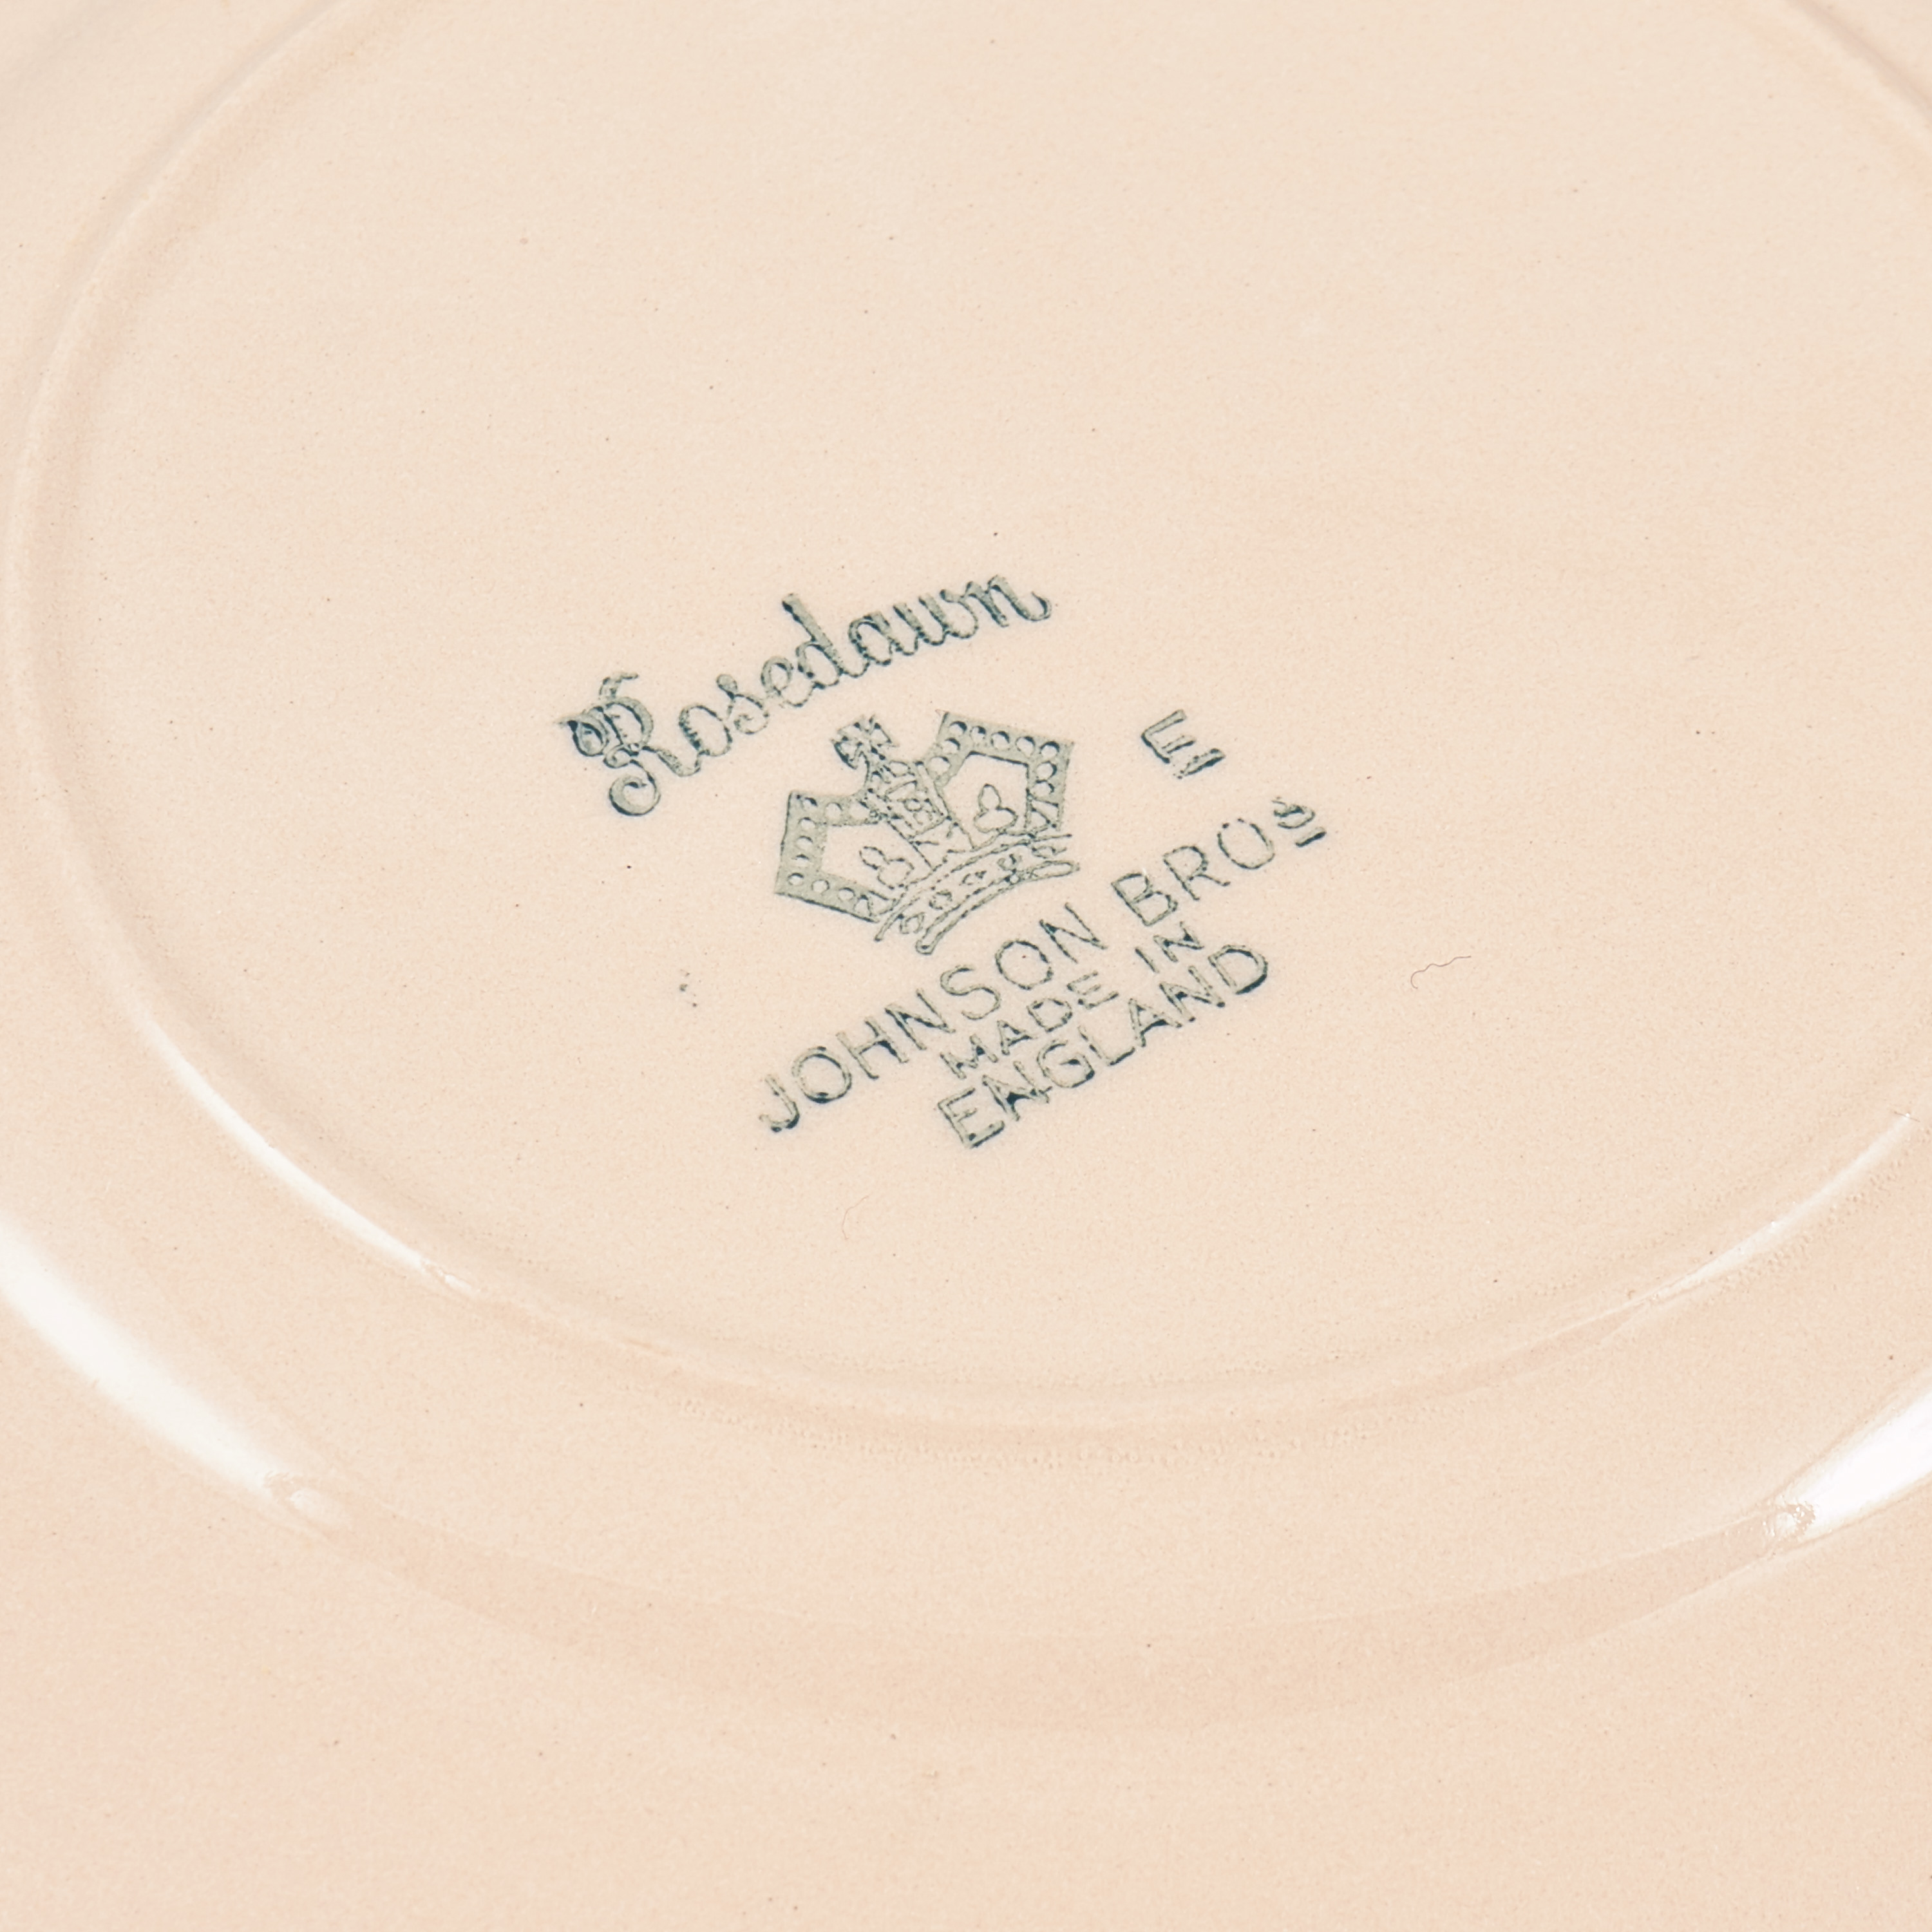 Rosedawn
E
JOHNSON BROS
MADE IN
ENGLAND